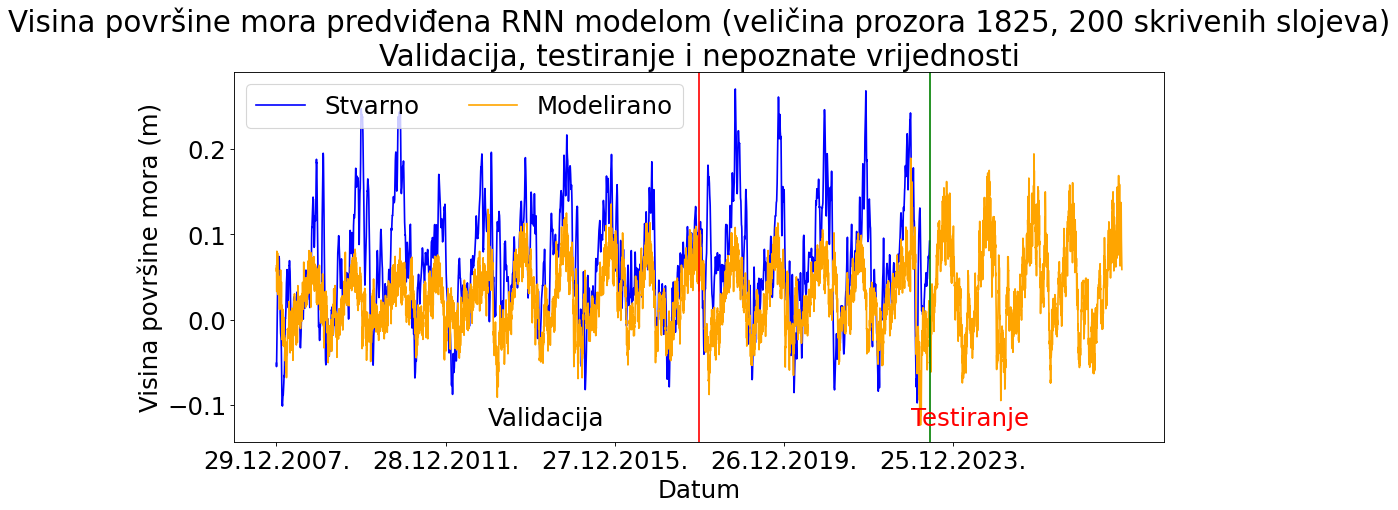 Visina površine mora predviđena RNN modelom (veličina prozora 1825, 200 skrivenih slojeva)
Validacija, testiranje i nepoznate vrijednosti
Stvarno Modelirano
Visina površine mora (m)
0.2
0.1
0.0
−0.1
Validacija Testiranje
29.12.2007. 28.12.2011. 27.12.2015. 26.12.2019. 25.12.2023.
Datum